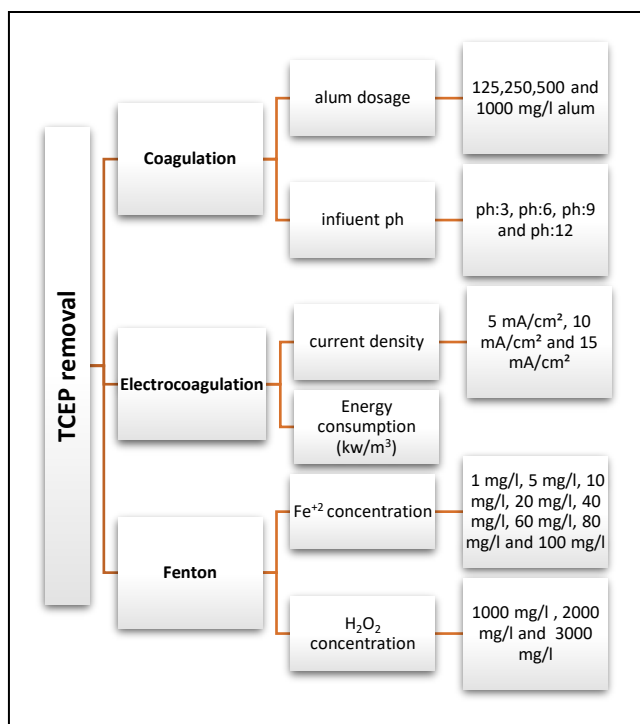 TCEP removal
Coagulation
alum dosage
125,250,500 and
1000 mg/l alum
infiuent ph
ph:3, ph:6, ph:9
and ph:12
Electrocoagulation
current density
5 mA/cm², 10
mA/cm² and 15
mA/cm²
Energy
consumption
(kw/m³)
Fenton
Fe⁺² concentration
1 mg/l, 5 mg/l, 10
mg/l, 20 mg/l, 40
mg/l, 60 mg/l, 80
mg/l and 100 mg/l
H₂O₂
concentration
1000 mg/l , 2000
mg/l and 3000
mg/l